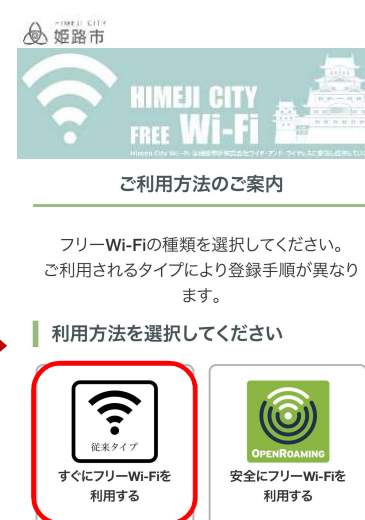 HIMEJI CITY
姫路市
HIMEJI CITY
FREE Wi-Fi
ご利用方法のご案内
フリーWi-Fiの種類を選択してください。
ご利用されるタイプにより登録手順が異なり
ます。
利用方法を選択してください
従来タイプ
すぐにフリーWi-Fiを
利用する
OPENROAMING
安全にフリーWi-Fiを
利用する